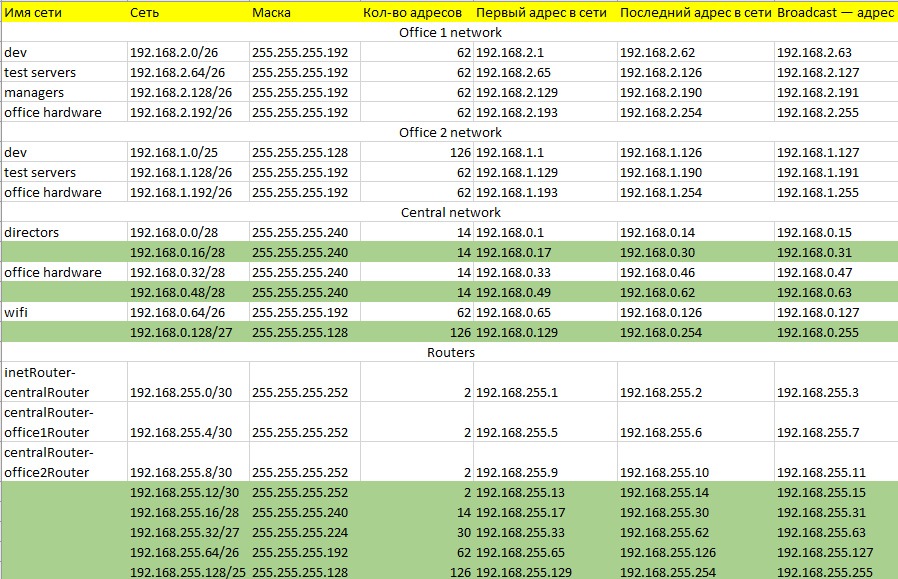 Имя сети Сеть Маска Кол-во адресов Первый адрес в сети Последний адрес в сети Broadcast — адрес
Office 1 network
dev 192.168.2.0/26 255.255.255.192 62 192.168.2.1 192.168.2.62 192.168.2.63
test servers 192.168.2.64/26 255.255.255.192 62 192.168.2.65 192.168.2.126 192.168.2.127
managers 192.168.2.128/26 255.255.255.192 62 192.168.2.129 192.168.2.190 192.168.2.191
office hardware 192.168.2.192/26 255.255.255.192 62 192.168.2.193 192.168.2.254 192.168.2.255
Office 2 network
dev 192.168.1.0/25 255.255.255.128 126 192.168.1.1 192.168.1.126 192.168.1.127
test servers 192.168.1.128/26 255.255.255.192 62 192.168.1.129 192.168.1.190 192.168.1.191
office hardware 192.168.1.192/26 255.255.255.192 62 192.168.1.193 192.168.1.254 192.168.1.255
Central network
directors 192.168.0.0/28 255.255.255.240 14 192.168.0.1 192.168.0.14 192.168.0.15
192.168.0.16/28 255.255.255.240 14 192.168.0.17 192.168.0.30 192.168.0.31
office hardware 192.168.0.32/28 255.255.255.240 14 192.168.0.33 192.168.0.46 192.168.0.47
192.168.0.48/28 255.255.255.240 14 192.168.0.49 192.168.0.62 192.168.0.63
wifi 192.168.0.64/26 255.255.255.192 62 192.168.0.65 192.168.0.126 192.168.0.127
192.168.0.128/27 255.255.255.128 126 192.168.0.129 192.168.0.254 192.168.0.255
Routers
inetRouter-
centralRouter 192.168.255.0/30 255.255.255.252 2 192.168.255.1 192.168.255.2 192.168.255.3
centralRouter-
office1Router 192.168.255.4/30 255.255.255.252 2 192.168.255.5 192.168.255.6 192.168.255.7
centralRouter-
office2Router 192.168.255.8/30 255.255.255.252 2 192.168.255.9 192.168.255.10 192.168.255.11
192.168.255.12/30 255.255.255.252 2 192.168.255.13 192.168.255.14 192.168.255.15
192.168.255.16/28 255.255.255.240 14 192.168.255.17 192.168.255.30 192.168.255.31
192.168.255.32/27 255.255.255.224 30 192.168.255.33 192.168.255.62 192.168.255.63
192.168.255.64/26 255.255.255.192 62 192.168.255.65 192.168.255.126 192.168.255.127
192.168.255.128/25 255.255.255.128 126 192.168.255.129 192.168.255.254 192.168.255.255